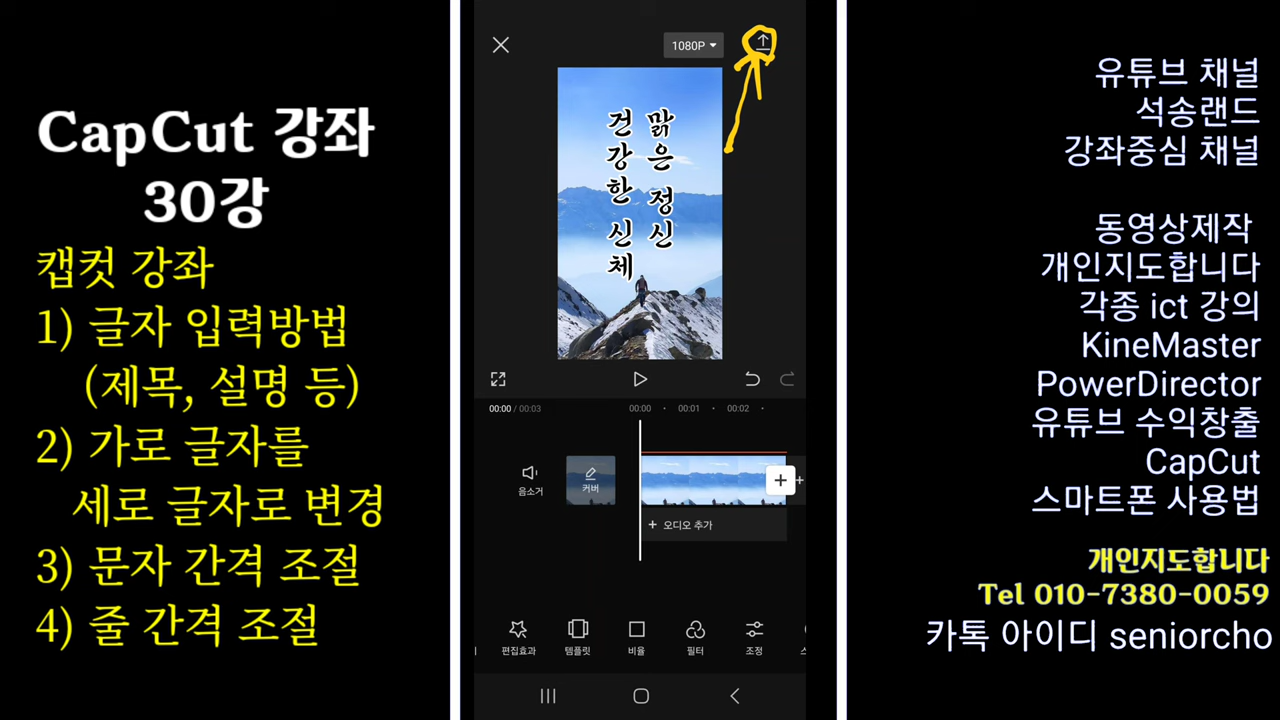 CapCut 강좌
30강
캡컷 강좌
1) 글자 입력방법
(제목, 설명 등)
2) 가로 글자를
세로 글자로 변경
3) 문자 간격 조절
4) 줄 간격 조절
1080P
맑은 정신
건강한 신체
00:00 / 00:03
00:00
00:01
00:02
음소거
커버
오디오 추가
편집효과
템플릿
비율
필터
조정
유튜브 채널
석송랜드
강좌중심 채널
동영상제작
개인지도합니다
각종 ict 강의
KineMaster
PowerDirector
유튜브 수익창출
CapCut
스마트폰 사용법
개인지도합니다
Tel 010-7380-0059
카톡 아이디 seniorcho